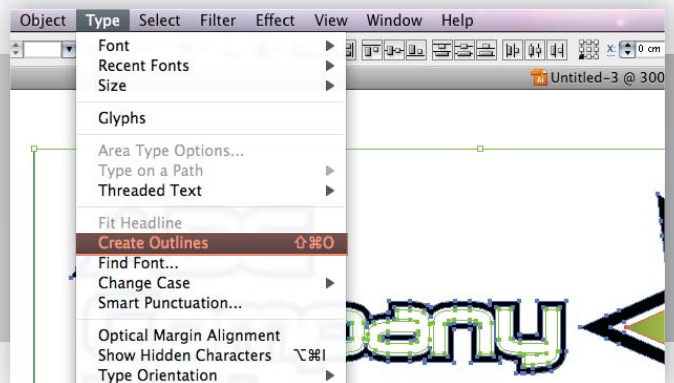 Object Type Select Filter Effect View Window Help
x: 0 cm
Ai Untitled-3 @ 300
Font
Recent Fonts
Size
Glyphs
Area Type Options...
Type on a Path
Threaded Text
Fit Headline
Create Outlines ⇧⌘O
Find Font...
Change Case
Smart Punctuation...
Optical Margin Alignment
Show Hidden Characters ⌥⌘I
Type Orientation
pany